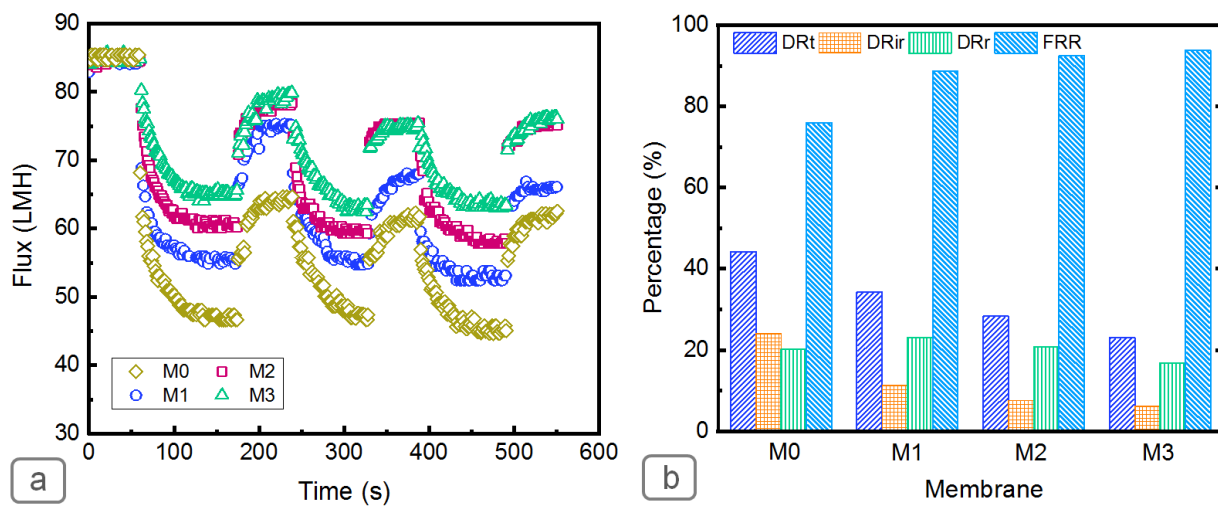 90
80
70
60
50
40
30
Flux (LMH)
M0 M2
M1 M3
0 100 200 300 400 500 600
Time (s)
a
100
80
60
40
20
0
Percentage (%)
DRt DRir DRr FRR
M0 M1 M2 M3
Membrane
b